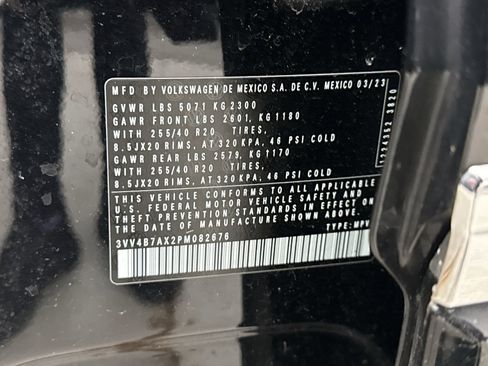 MFD BY VOLKSWAGEN DE MEXICO S.A. DE C.V. MEXICO 03/23
GVWR LBS 5071 KG 2300
GAWR FRONT LBS 2601, KG 1180
WITH 255/40 R20 TIRES,
8.5JX20 RIMS, AT 320 KPA, 46 PSI COLD
GAWR REAR LBS 2579, KG 1170
WITH 255/40 R20 TIRES,
8.5JX20 RIMS, AT 320 KPA, 46 PSI COLD
THIS VEHICLE CONFORMS TO ALL APPLICABLE
U.S. FEDERAL MOTOR VEHICLE SAFETY AND
THEFT PREVENTION STANDARDS IN EFFECT ON
THE DATE OF MANUFACTURE SHOWN ABOVE.
3VV4B7AX2PM082676 TYPE: MPV
1224352 3820